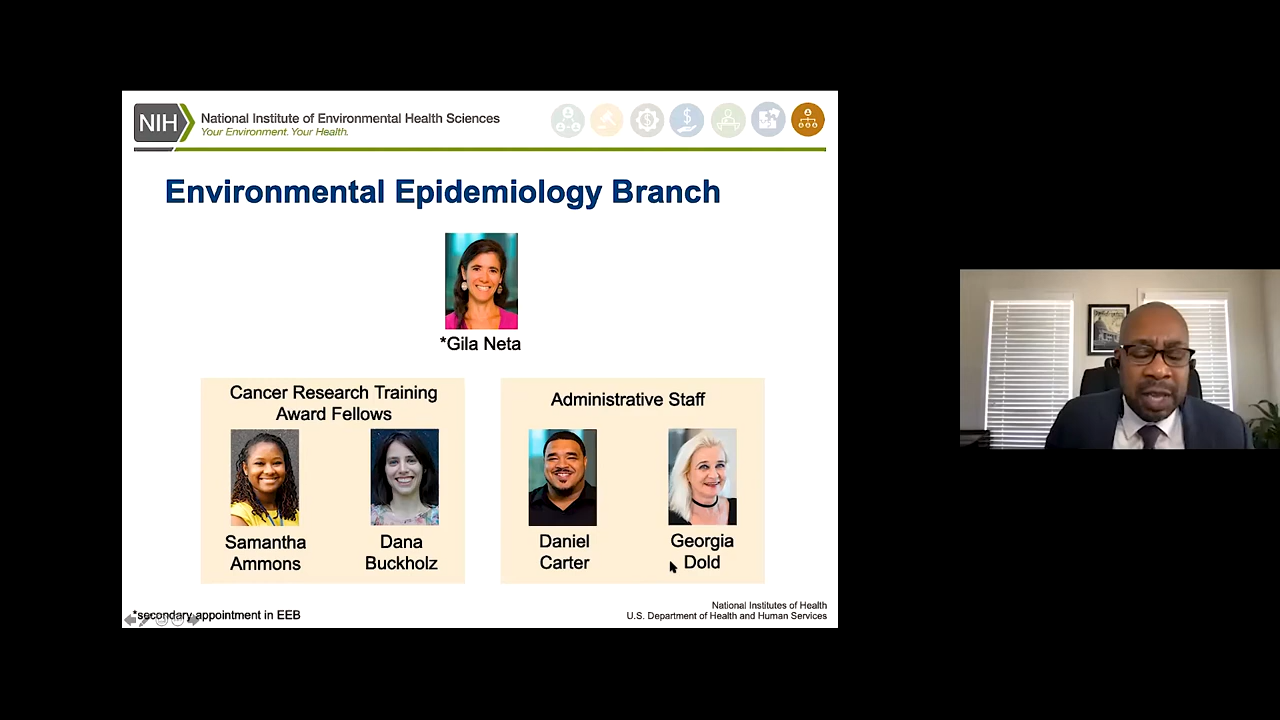 NIH
National Institute of Environmental Health Sciences
Your Environment. Your Health.
Environmental Epidemiology Branch
*Gila Neta
Cancer Research Training
Award Fellows
Samantha
Ammons
Dana
Buckholz
Administrative Staff
Daniel
Carter
Georgia
Dold
*secondary appointment in EEB
National Institutes of Health
U.S. Department of Health and Human Services